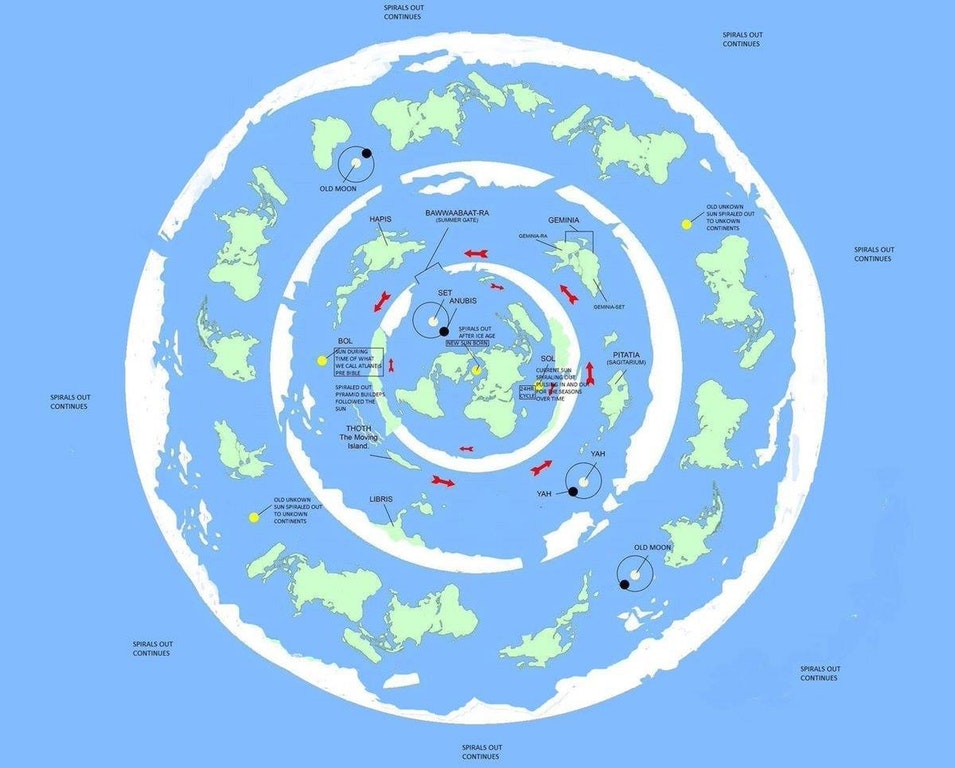 SPIRALS OUT
CONTINUES
SPIRALS OUT
CONTINUES
OLD MOON
OLD UNKOWN
SUN SPIRALED OUT
TO UNKOWN
CONTINENTS
HAPIS
BAWWAABAAT-RA
(SUMMER GATE)
GEMINIA
GEMINIA-RA
GEMINIA-SET
SPIRALS OUT
CONTINUES
SET
ANUBIS
SPIRALS OUT
AFTER ICE AGE
NEW SUN BORN
BOL
SUN DURING
TIME OF WHAT
WE CALL ATLANTIS
PRE BIBLE
SPIRALED OUT
PYRAMID BUILDERS
FOLLOWED THE
SUN
SOL
CURRENT SUN
SPIRALING OUT
PULSING IN AND OUT
FOR THE SEASONS
OVER TIME
24HR
CYCLE
PITATIA
(SAGITARIUM)
SPIRALS OUT
CONTINUES
THOTH
The Moving
Island.
YAH
YAH
LIBRIS
OLD UNKOWN
SUN SPIRALED OUT
TO UNKOWN
CONTINENTS
OLD MOON
SPIRALS OUT
CONTINUES
SPIRALS OUT
CONTINUES
SPIRALS OUT
CONTINUES